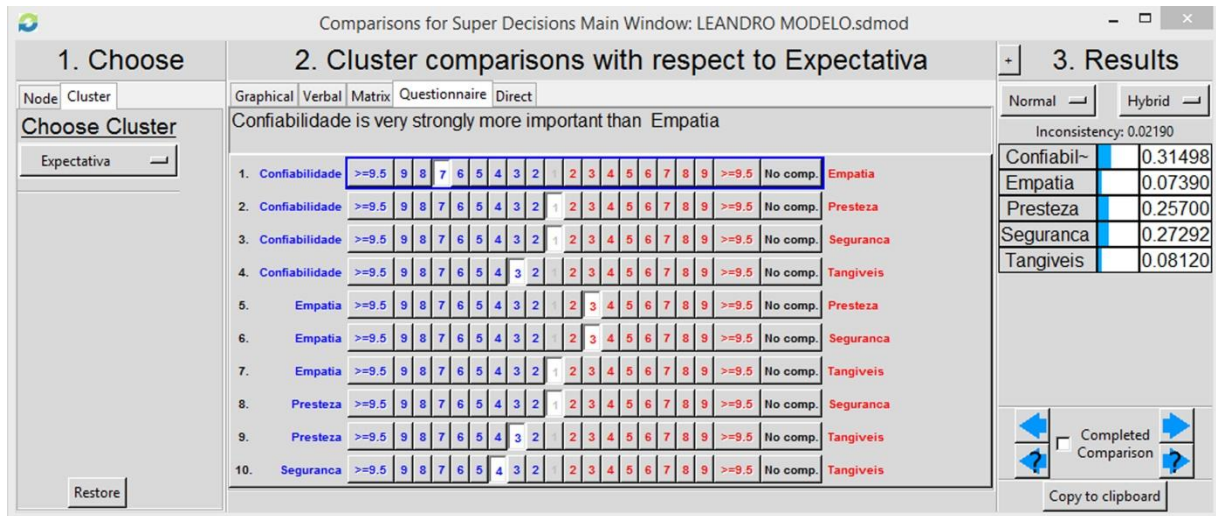 Comparisons for Super Decisions Main Window: LEANDRO MODELO.sdmod
1. Choose
Node Cluster
Choose Cluster
Expectativa
Restore
2. Cluster comparisons with respect to Expectativa
Graphical Verbal Matrix Questionnaire Direct
Confiabilidade is very strongly more important than Empatia
1. Confiabilidade >=9.5 9 8 7 6 5 4 3 2 1 2 3 4 5 6 7 8 9 >=9.5 No comp. Empatia
2. Confiabilidade >=9.5 9 8 7 6 5 4 3 2 1 2 3 4 5 6 7 8 9 >=9.5 No comp. Presteza
3. Confiabilidade >=9.5 9 8 7 6 5 4 3 2 1 2 3 4 5 6 7 8 9 >=9.5 No comp. Seguranca
4. Confiabilidade >=9.5 9 8 7 6 5 4 3 2 1 2 3 4 5 6 7 8 9 >=9.5 No comp. Tangiveis
5. Empatia >=9.5 9 8 7 6 5 4 3 2 1 2 3 4 5 6 7 8 9 >=9.5 No comp. Presteza
6. Empatia >=9.5 9 8 7 6 5 4 3 2 1 2 3 4 5 6 7 8 9 >=9.5 No comp. Seguranca
7. Empatia >=9.5 9 8 7 6 5 4 3 2 1 2 3 4 5 6 7 8 9 >=9.5 No comp. Tangiveis
8. Presteza >=9.5 9 8 7 6 5 4 3 2 1 2 3 4 5 6 7 8 9 >=9.5 No comp. Seguranca
9. Presteza >=9.5 9 8 7 6 5 4 3 2 1 2 3 4 5 6 7 8 9 >=9.5 No comp. Tangiveis
10. Seguranca >=9.5 9 8 7 6 5 4 3 2 1 2 3 4 5 6 7 8 9 >=9.5 No comp. Tangiveis
+ 3. Results
Normal Hybrid
Inconsistency: 0.02190
Confiabil~ 0.31498
Empatia 0.07390
Presteza 0.25700
Seguranca 0.27292
Tangiveis 0.08120
Completed
Comparison
? ?
Copy to clipboard